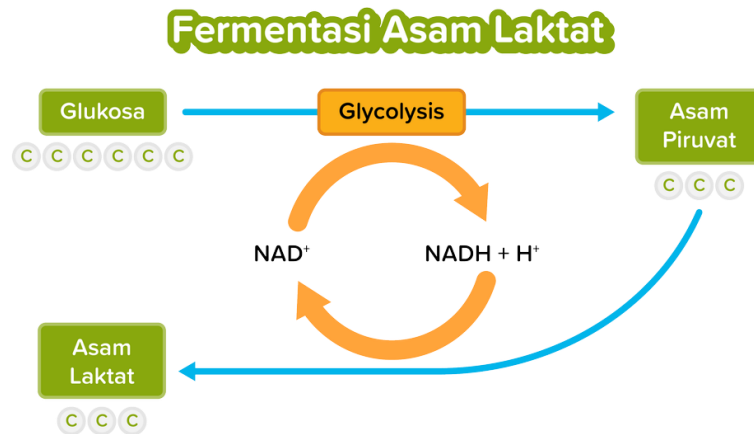 Fermentasi Asam Laktat
Glukosa
Glycolysis
Asam
Piruvat
C C C C C C
C C C
NAD⁺
NADH + H⁺
Asam
Laktat
C C C